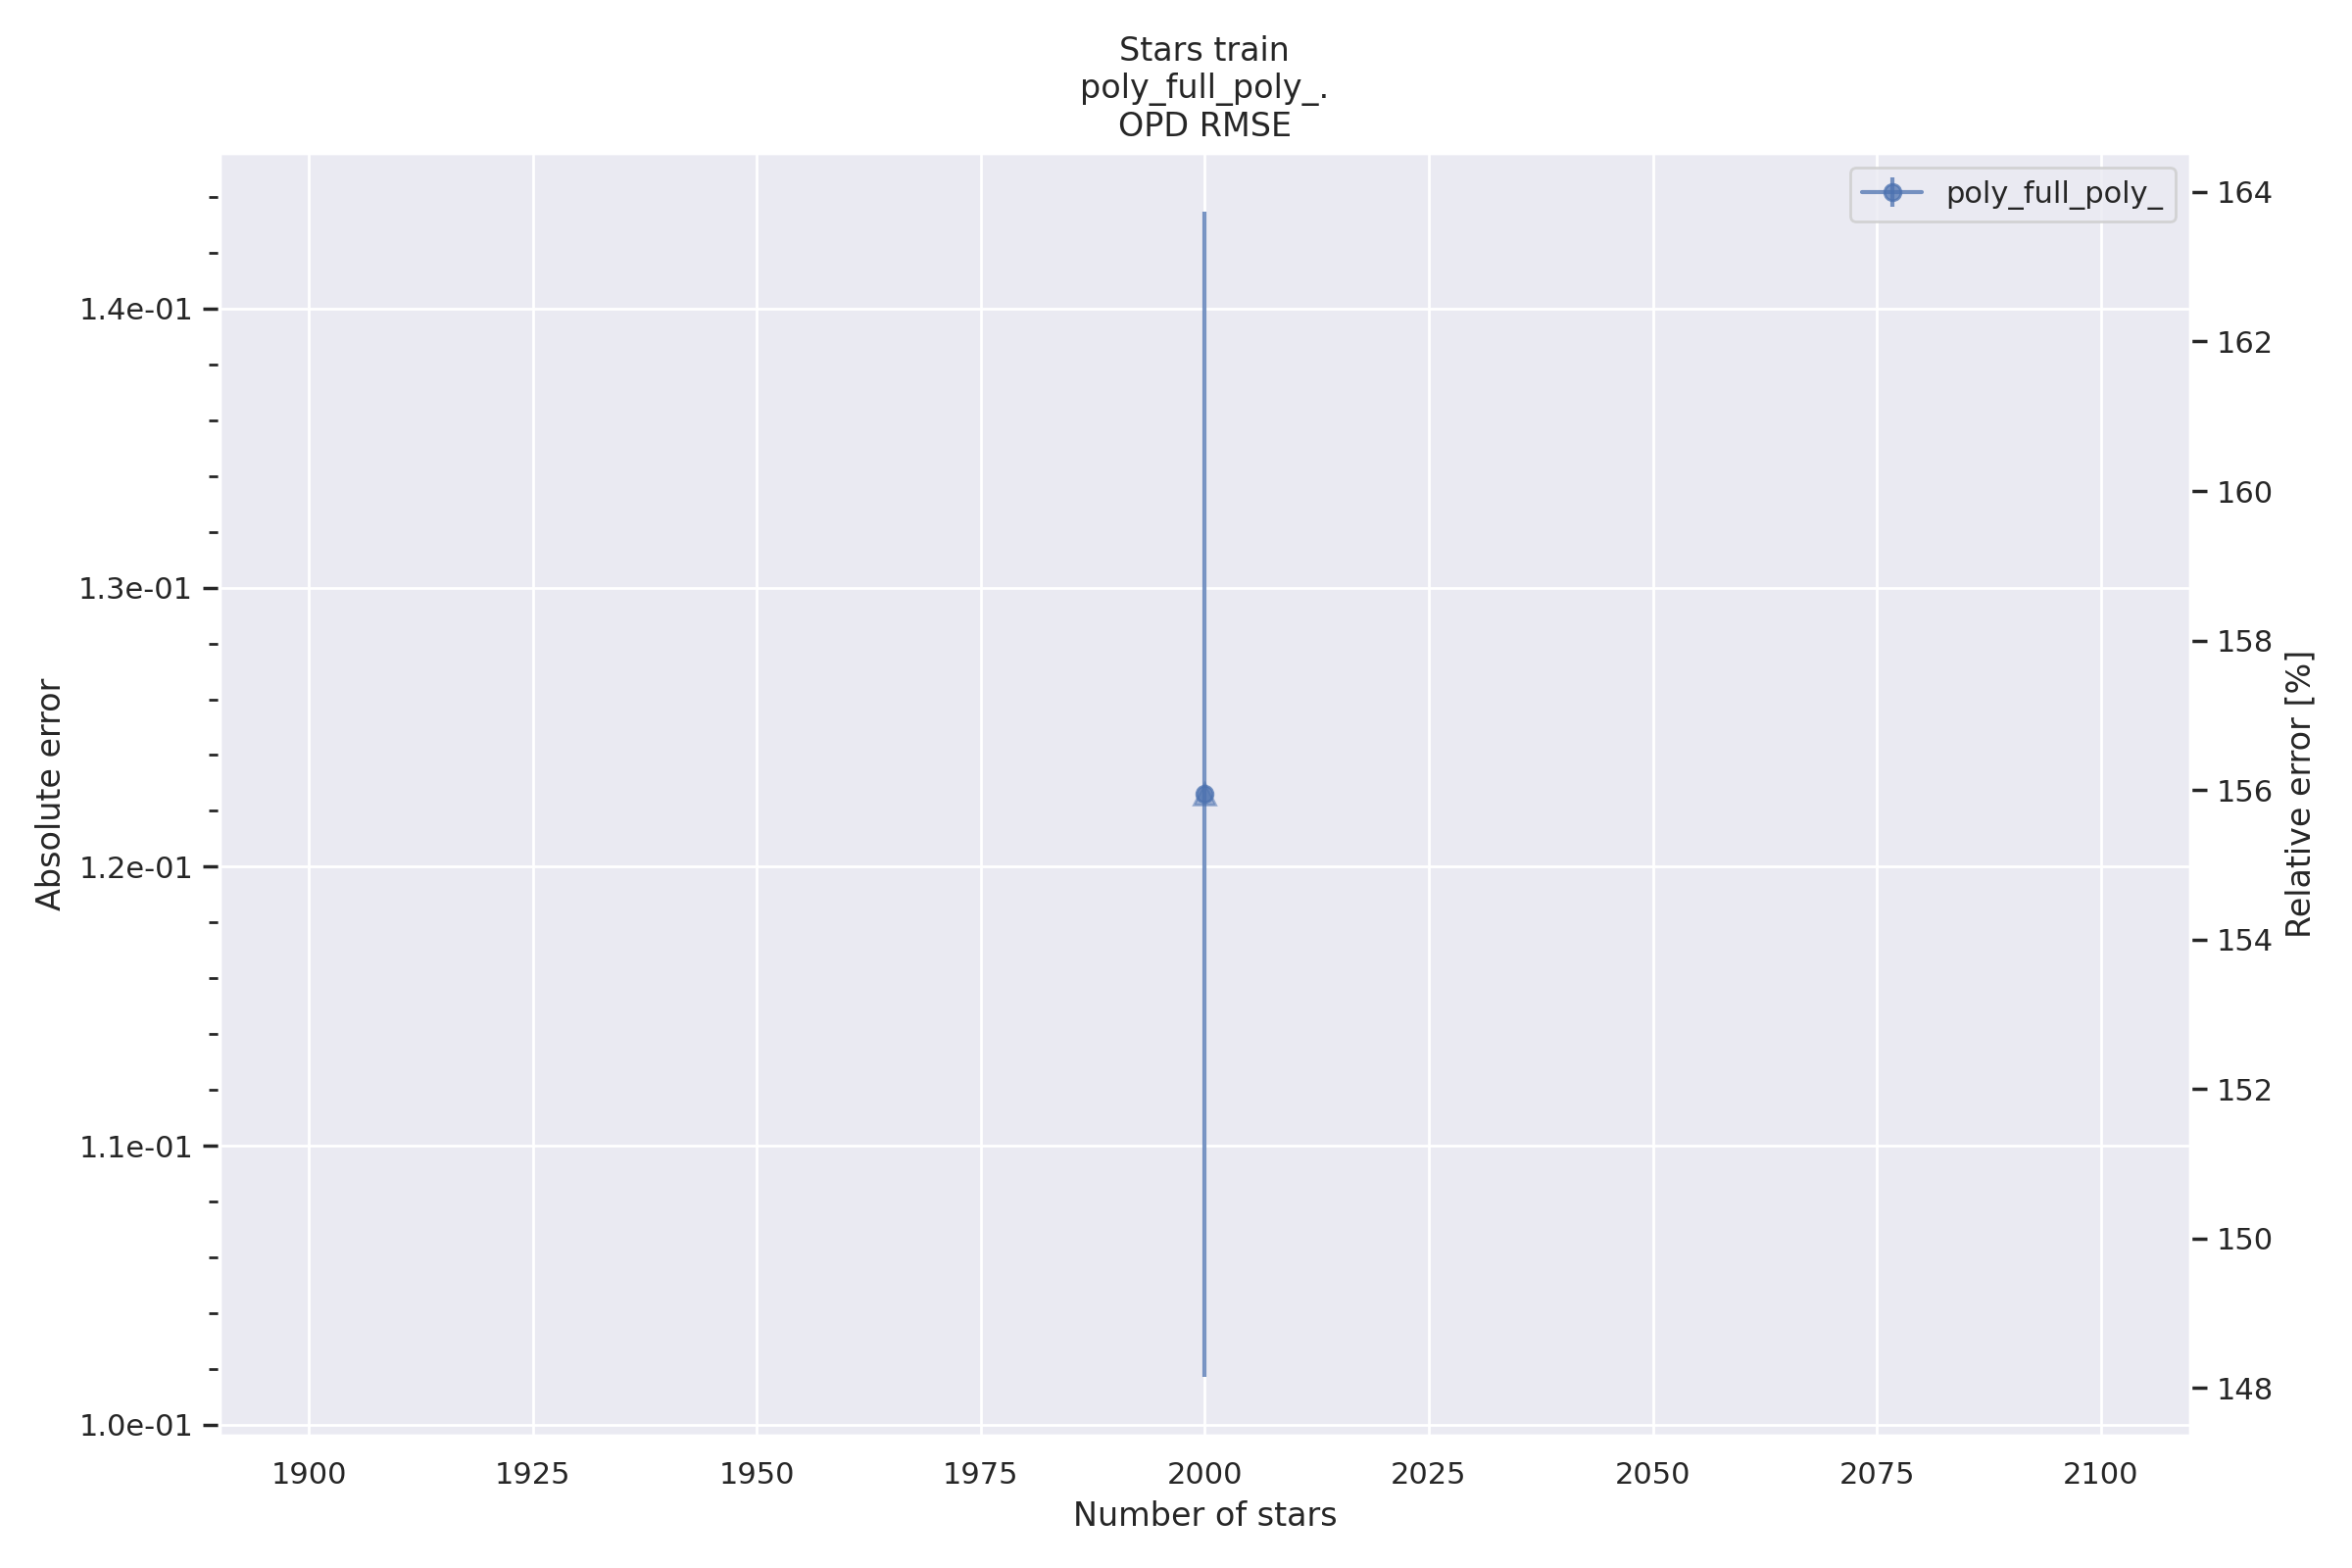 Stars train
poly_full_poly_.
OPD RMSE
poly_full_poly_
Absolute error
1.4e-01
1.3e-01
1.2e-01
1.1e-01
1.0e-01
164
162
160
158
156
154
152
150
148
Relative error [%]
1900 1925 1950 1975 2000 2025 2050 2075 2100
Number of stars